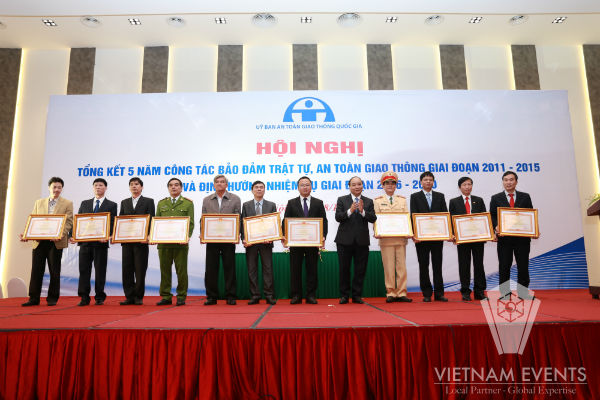 ỦY BAN AN TOÀN GIAO THÔNG QUỐC GIA
HỘI NGHỊ
TỔNG KẾT 5 NĂM CÔNG TÁC BẢO ĐẢM TRẬT TỰ, AN TOÀN GIAO THÔNG GIAI ĐOẠN 2011 - 2015
VÀ ĐỊNH HƯỚNG NHIỆM VỤ GIAI ĐOẠN 2016 - 2020
VIETNAM EVENTS
Local Partner - Global Expertise